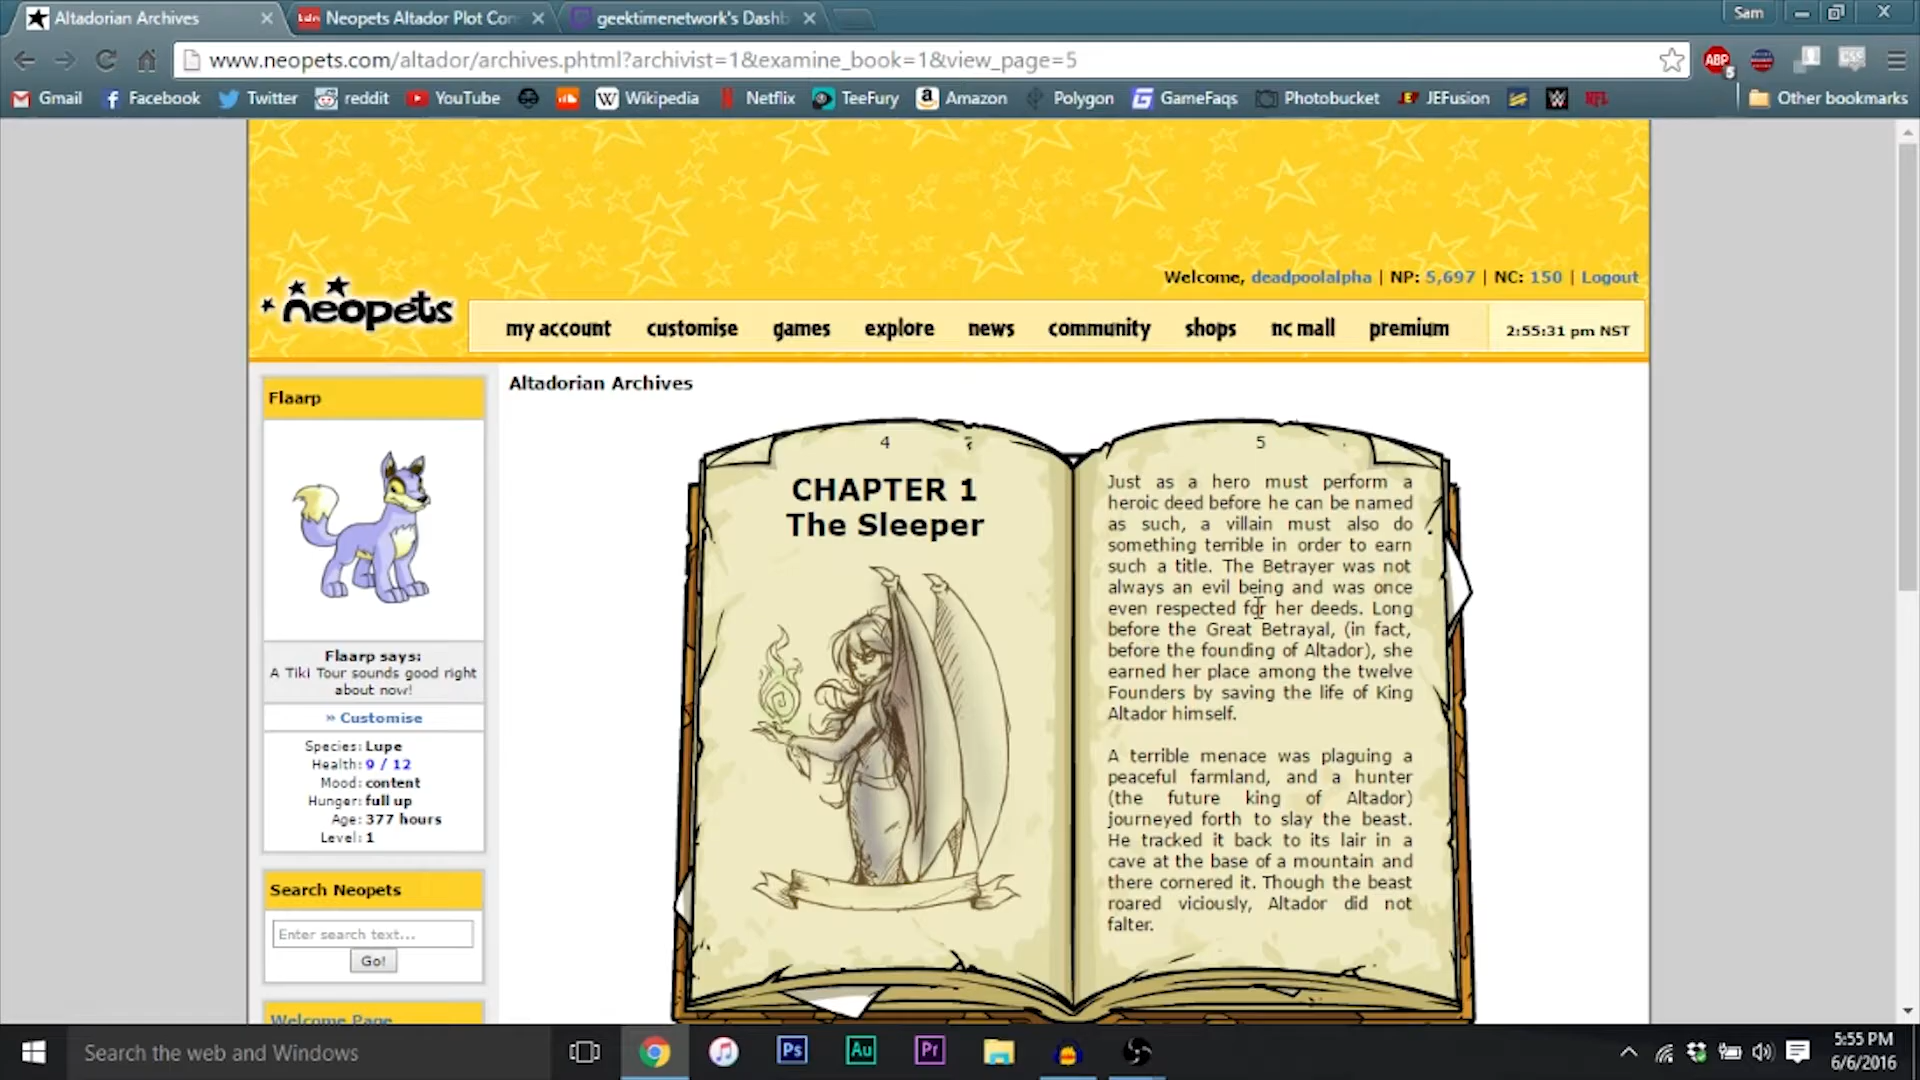 Altadorian Archives
Neopets Altador Plot Con
geektimenetwork's Dashb
Sam
www.neopets.com/altador/archives.phtml?archivist=1&examine_book=1&view_page=5
ABP
5
CSS
Gmail
Facebook
Twitter
reddit
YouTube
W Wikipedia
Netflix
TeeFury
a Amazon
Polygon
G GameFaqs
Photobucket
JEFusion
Other bookmarks
Welcome, deadpoolalpha | NP: 5,697 | NC: 150 | Logout
neopets
my account
customise
games
explore
news
community
shops
nc mall
premium
2:55:31 pm NST
Flaarp
Flaarp says:
A Tiki Tour sounds good right
about now!
» Customise
Species: Lupe
Health: 9 / 12
Mood: content
Hunger: full up
Age: 377 hours
Level: 1
Search Neopets
Enter search text...
Go!
Welcome Page
Altadorian Archives
4
CHAPTER 1
The Sleeper
5
Just as a hero must perform a
heroic deed before he can be named
as such, a villain must also do
something terrible in order to earn
such a title. The Betrayer was not
always an evil being and was once
even respected for her deeds. Long
before the Great Betrayal, (in fact,
before the founding of Altador), she
earned her place among the twelve
Founders by saving the life of King
Altador himself.
A terrible menace was plaguing a
peaceful farmland, and a hunter
(the future king of Altador)
journeyed forth to slay the beast.
He tracked it back to its lair in a
cave at the base of a mountain and
there cornered it. Though the beast
roared viciously, Altador did not
falter.
Search the web and Windows
Ps
Au
Pr
5:55 PM
6/6/2016